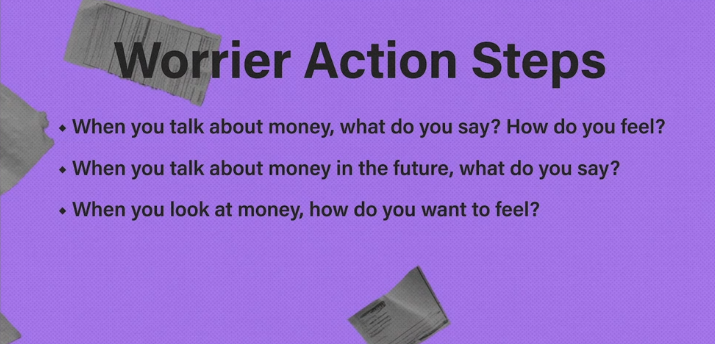 Worrier Action Steps
When you talk about money, what do you say? How do you feel?
When you talk about money in the future, what do you say?
When you look at money, how do you want to feel?